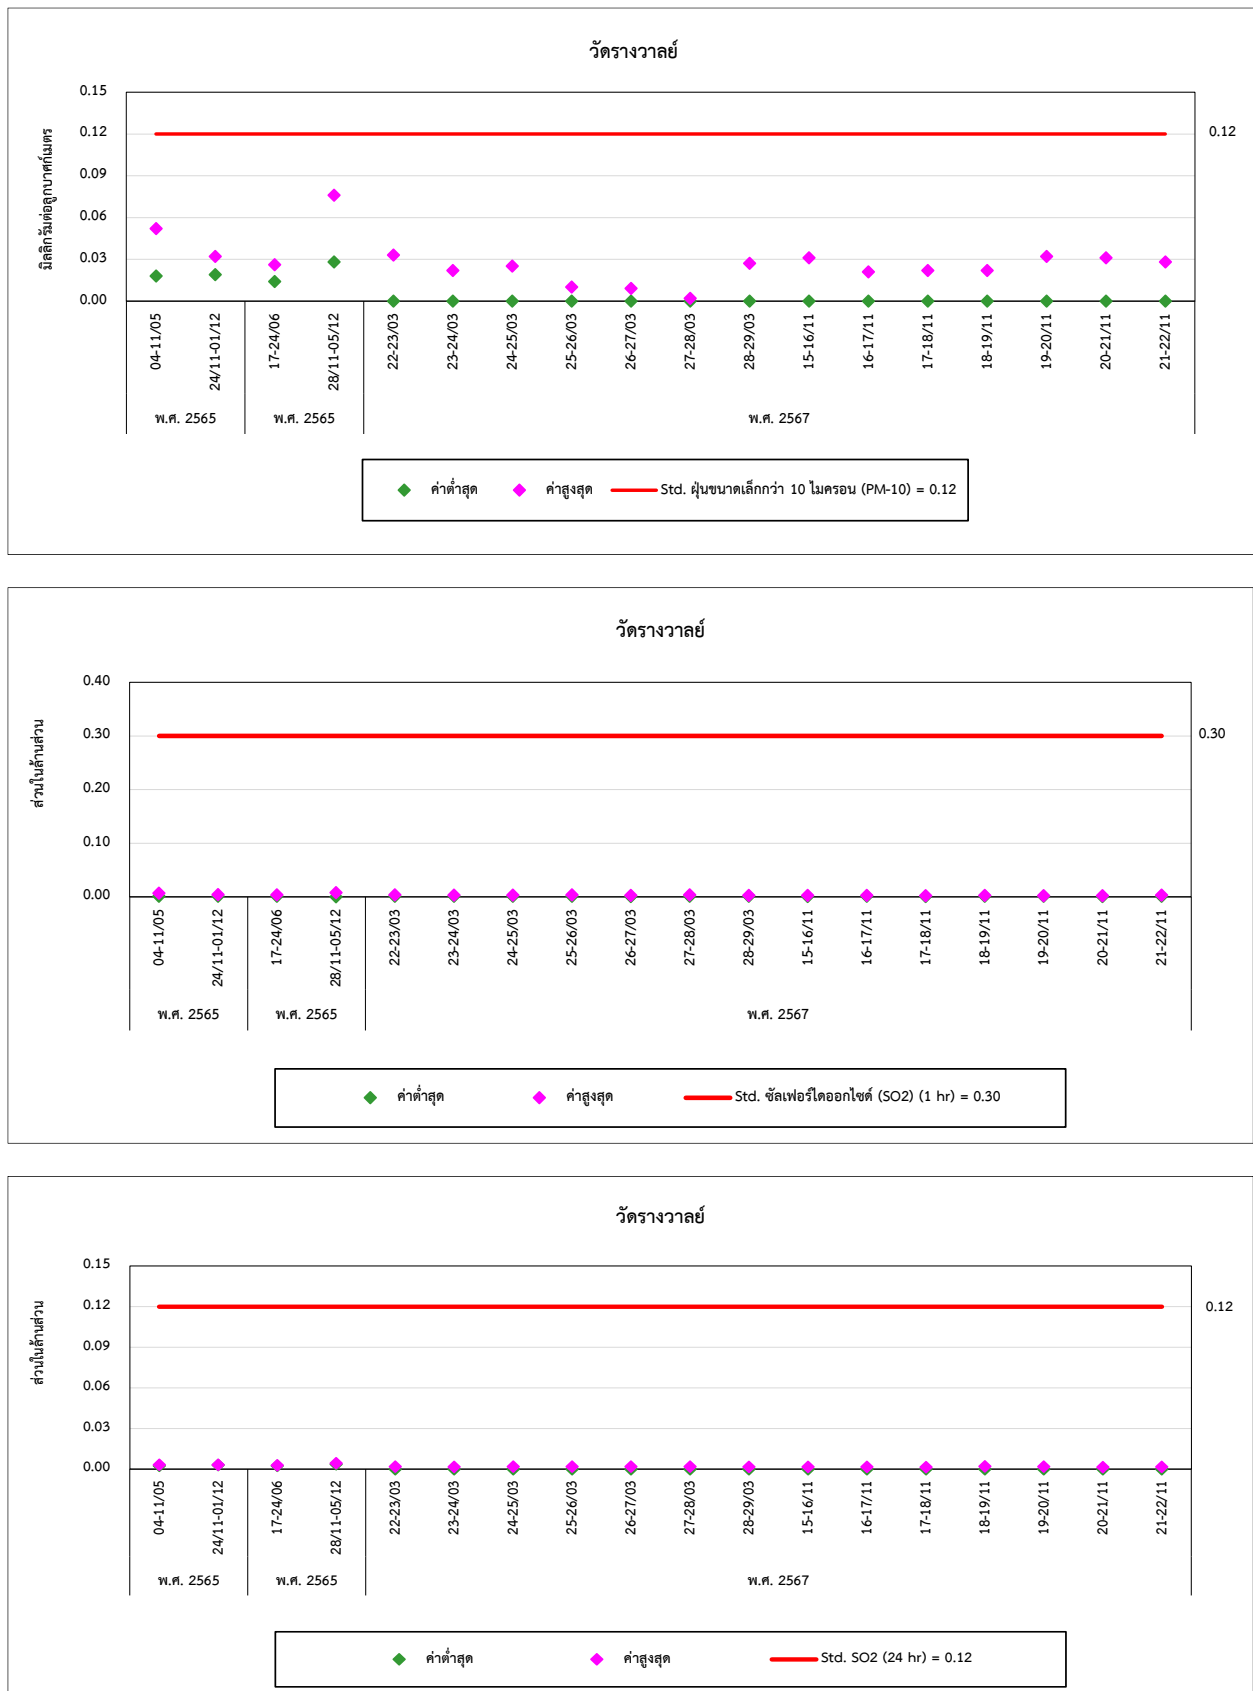 วัดรางวาลย์
มิลลิกรัมต่อลูกบาศก์เมตร
0.15
0.12
0.09
0.06
0.03
0.00
0.12
04-11/05 24/11-01/12 17-24/06 28/11-05/12 22-23/03 23-24/03 24-25/03 25-26/03 26-27/03 27-28/03 28-29/03 15-16/11 16-17/11 17-18/11 18-19/11 19-20/11 20-21/11 21-22/11
พ.ศ. 2565 พ.ศ. 2565 พ.ศ. 2567
ค่าต่ำสุด ค่าสูงสุด Std. ฝุ่นขนาดเล็กกว่า 10 ไมครอน (PM-10) = 0.12
วัดรางวาลย์
ส่วนในล้านส่วน
0.40
0.30
0.20
0.10
0.00
0.30
04-11/05 24/11-01/12 17-24/06 28/11-05/12 22-23/03 23-24/03 24-25/03 25-26/03 26-27/03 27-28/03 28-29/03 15-16/11 16-17/11 17-18/11 18-19/11 19-20/11 20-21/11 21-22/11
พ.ศ. 2565 พ.ศ. 2565 พ.ศ. 2567
ค่าต่ำสุด ค่าสูงสุด Std. ซัลเฟอร์ไดออกไซด์ (SO2) (1 hr) = 0.30
วัดรางวาลย์
ส่วนในล้านส่วน
0.15
0.12
0.09
0.06
0.03
0.00
0.12
04-11/05 24/11-01/12 17-24/06 28/11-05/12 22-23/03 23-24/03 24-25/03 25-26/03 26-27/03 27-28/03 28-29/03 15-16/11 16-17/11 17-18/11 18-19/11 19-20/11 20-21/11 21-22/11
พ.ศ. 2565 พ.ศ. 2565 พ.ศ. 2567
ค่าต่ำสุด ค่าสูงสุด Std. SO2 (24 hr) = 0.12